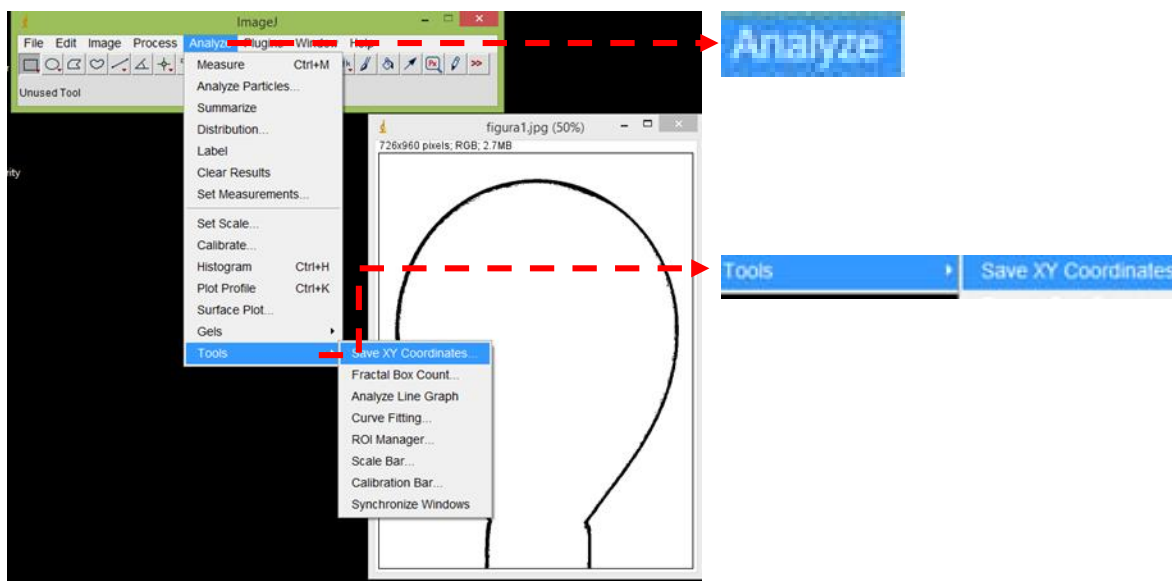 ImageJ
File Edit Image Process Analyze Plugins Window Help
Unused Tool
Measure Ctrl+M
Analyze Particles...
Summarize
Distribution...
Label
Clear Results
Set Measurements...
Set Scale...
Calibrate...
Histogram Ctrl+H
Plot Profile Ctrl+K
Surface Plot...
Gels
Tools
Save XY Coordinates...
Fractal Box Count...
Analyze Line Graph
Curve Fitting...
ROI Manager...
Scale Bar...
Calibration Bar...
Synchronize Windows
rity
figura1.jpg (50%)
726x960 pixels; RGB; 2.7MB
Analyze
Tools Save XY Coordinates